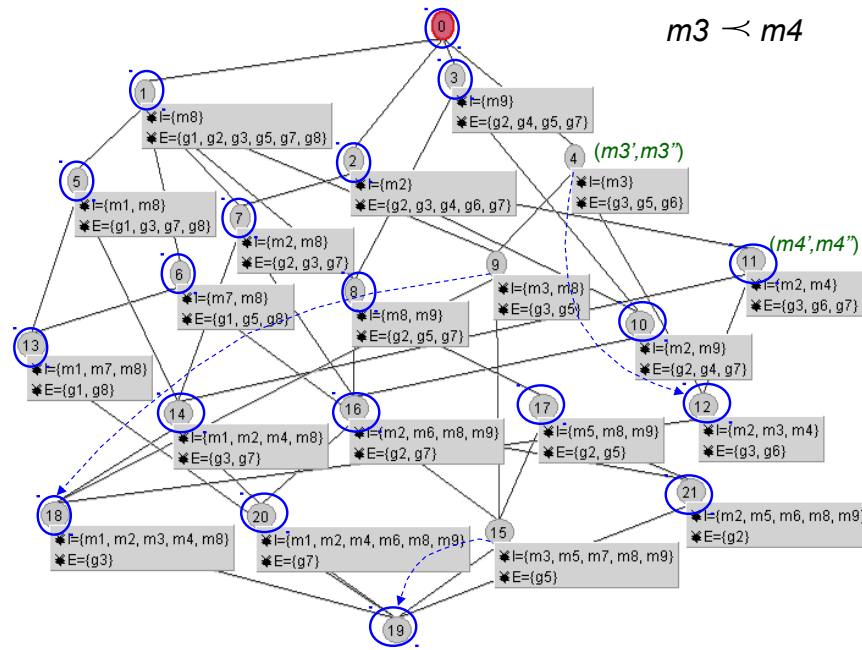 0
m3 ≺ m4
3
1
I={m9}
E={g2, g4, g5, g7}
I={m8}
E={g1, g2, g3, g5, g7, g8}
2
4
(m3',m3")
I={m2}
E={g2, g3, g4, g6, g7}
I={m3}
E={g3, g5, g6}
5
I={m1, m8}
E={g1, g3, g7, g8}
7
I={m2, m8}
E={g2, g3, g7}
(m4',m4")
11
I={m2, m4}
E={g3, g6, g7}
6
I={m7, m8}
E={g1, g5, g8}
9
I={m3, m8}
E={g3, g5}
8
I={m8, m9}
E={g2, g5, g7}
10
I={m2, m9}
E={g2, g4, g7}
13
I={m1, m7, m8}
E={g1, g8}
14
I={m1, m2, m4, m8}
E={g3, g7}
16
I={m2, m6, m8, m9}
E={g2, g7}
17
I={m5, m8, m9}
E={g2, g5}
12
I={m2, m3, m4}
E={g3, g6}
21
I={m2, m5, m6, m8, m9}
E={g2}
18
I={m1, m2, m3, m4, m8}
E={g3}
20
I={m1, m2, m4, m6, m8, m9}
E={g7}
15
I={m3, m5, m7, m8, m9}
E={g5}
19